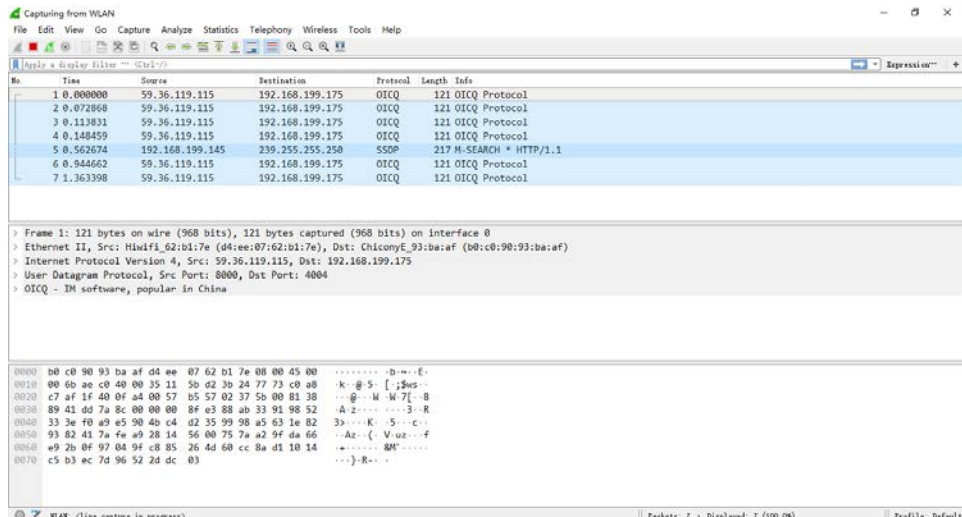 Capturing from WLAN
File Edit View Go Capture Analyze Statistics Telephony Wireless Tools Help
Apply a display filter ... <Ctrl-/>
Expression...
No. Time Source Destination Protocol Length Info
1 0.000000 59.36.119.115 192.168.199.175 OICQ 121 OICQ Protocol
2 0.072868 59.36.119.115 192.168.199.175 OICQ 121 OICQ Protocol
3 0.113831 59.36.119.115 192.168.199.175 OICQ 121 OICQ Protocol
4 0.148459 59.36.119.115 192.168.199.175 OICQ 121 OICQ Protocol
5 0.562674 192.168.199.145 239.255.255.250 SSDP 217 M-SEARCH * HTTP/1.1
6 0.944662 59.36.119.115 192.168.199.175 OICQ 121 OICQ Protocol
7 1.363398 59.36.119.115 192.168.199.175 OICQ 121 OICQ Protocol
> Frame 1: 121 bytes on wire (968 bits), 121 bytes captured (968 bits) on interface 0
> Ethernet II, Src: Hiwifi_62:b1:7e (d4:ee:07:62:b1:7e), Dst: ChiconyE_93:ba:af (b0:c0:90:93:ba:af)
> Internet Protocol Version 4, Src: 59.36.119.115, Dst: 192.168.199.175
> User Datagram Protocol, Src Port: 8000, Dst Port: 4004
> OICQ - IM software, popular in China
0000 b0 c0 90 93 ba af d4 ee 07 62 b1 7e 08 00 45 00
0010 00 6b ae c0 40 00 35 11 5b d2 3b 24 77 73 c0 a8
0020 c7 af 1f 40 0f a4 00 57 b5 57 02 37 5b 00 81 38
0030 89 41 dd 7a 8c 00 00 00 8f e3 88 ab 33 91 98 52
0040 33 3e f0 a9 e5 90 4b c4 d2 35 99 98 a5 63 1e 82
0050 93 82 41 7a fe a9 28 14 56 00 75 7a a2 9f da 66
0060 e9 2b 0f 97 04 9f c8 85 26 4d 60 cc 8a d1 10 14
0070 c5 b3 ec 7d 96 52 2d dc 03
WLAN: <live capture in progress>
Packets: 7 · Displayed: 7 (100.0%)
Profile: Default